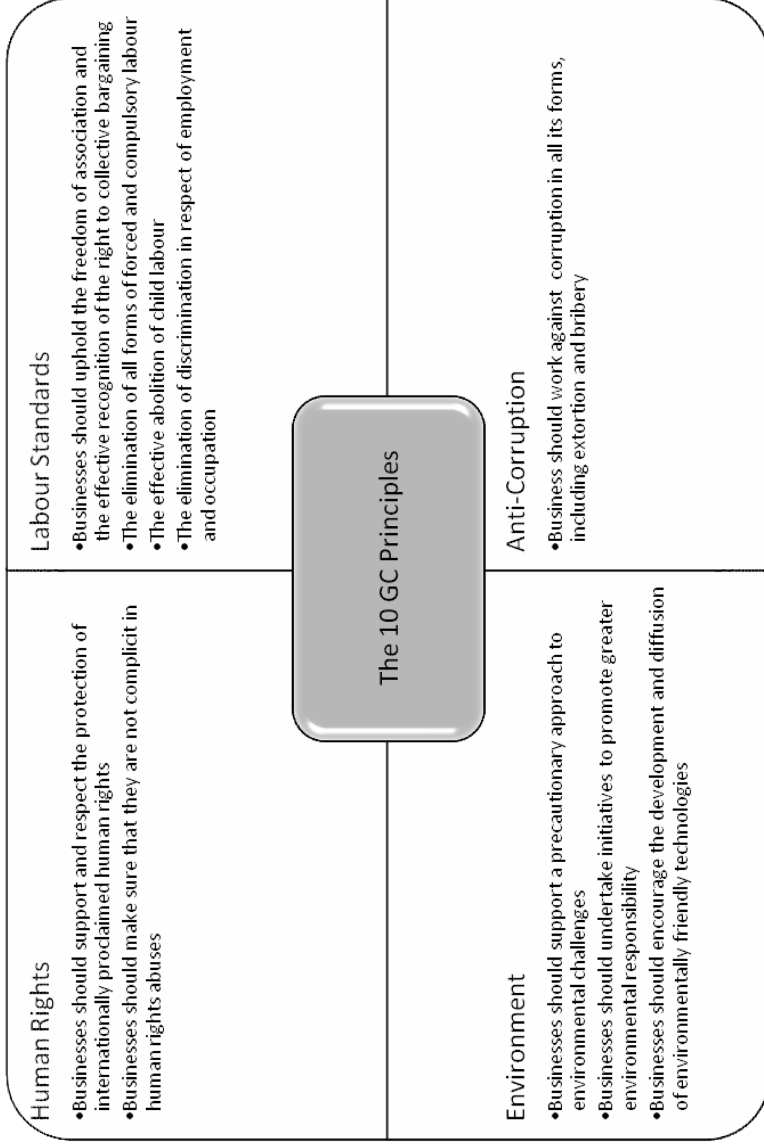 Human Rights
•Businesses should support and respect the protection of
internationally proclaimed human rights
•Businesses should make sure that they are not complicit in
human rights abuses
Labour Standards
•Businesses should uphold the freedom of association and
the effective recognition of the right to collective bargaining
•The elimination of all forms of forced and compulsory labour
•The effective abolition of child labour
•The elimination of discrimination in respect of employment
and occupation
The 10 GC Principles
Environment
•Businesses should support a precautionary approach to
environmental challenges
•Businesses should undertake initiatives to promote greater
environmental responsibility
•Businesses should encourage the development and diffusion
of environmentally friendly technologies
Anti-Corruption
•Business should work against corruption in all its forms,
including extortion and bribery